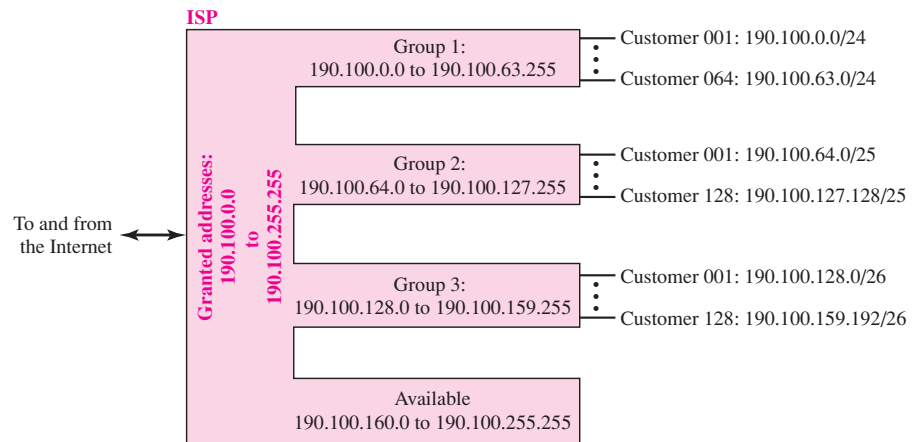 ISP
Group 1:
190.100.0.0 to 190.100.63.255
Customer 001: 190.100.0.0/24
Customer 064: 190.100.63.0/24
Group 2:
190.100.64.0 to 190.100.127.255
Customer 001: 190.100.64.0/25
Customer 128: 190.100.127.128/25
To and from
the Internet
Granted addresses:
190.100.0.0
to
190.100.255.255
Group 3:
190.100.128.0 to 190.100.159.255
Customer 001: 190.100.128.0/26
Customer 128: 190.100.159.192/26
Available
190.100.160.0 to 190.100.255.255